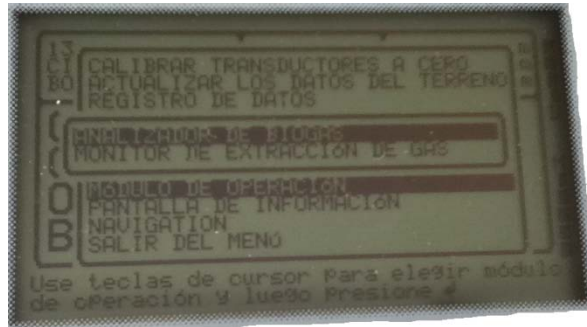 CALIBRAR TRANSDUCTORES A CERO
BO ACTUALIZAR LOS DATOS DEL TERRENO
REGISTRO DE DATOS
ANALIZADOR DE BIOGAS
MONITOR DE EXTRACCIÓN DE GAS
MÓDULO DE OPERACIÓN
PANTALLA DE INFORMACIÓN
NAVIGATION
SALIR DEL MENÚ
Use teclas de cursor para elegir módulo
de operación y luego presione ↲